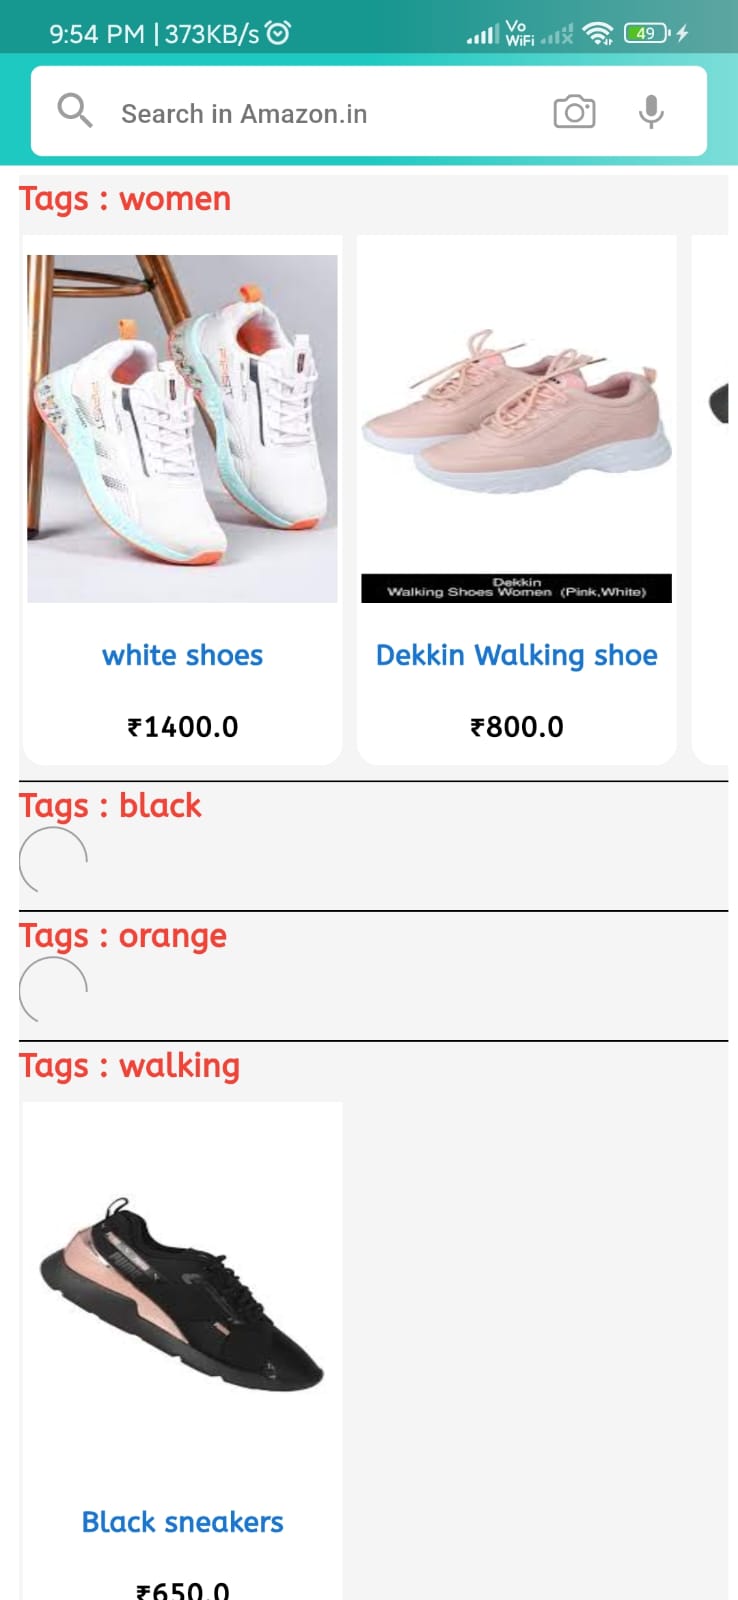 9:54 PM | 373KB/s
Vo
WiFi
49
Search in Amazon.in
Tags : women
Dekkin
Walking Shoes Women (Pink,White)
white shoes
Dekkin Walking shoe
₹1400.0
₹800.0
Tags : black
Tags : orange
Tags : walking
PUMA
Black sneakers
₹650.0